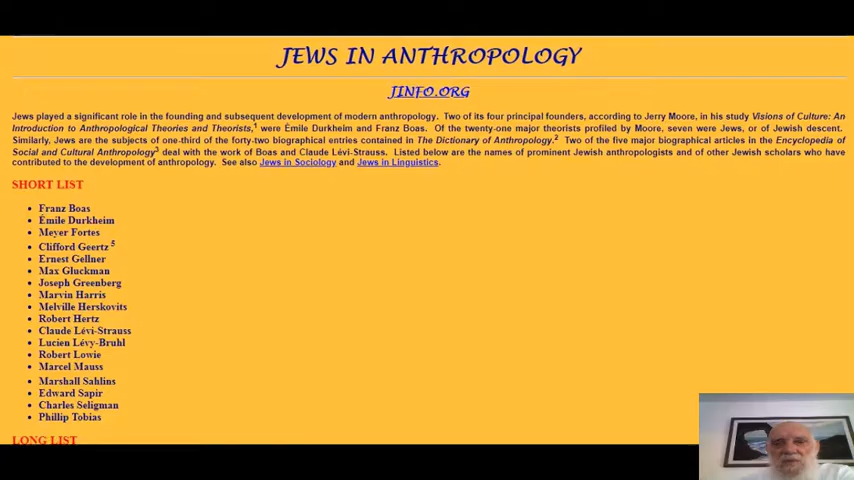 JEWS IN ANTHROPOLOGY
JINFO.ORG
Jews played a significant role in the founding and subsequent development of modern anthropology. Two of its four principal founders, according to Jerry Moore, in his study Visions of Culture: An
Introduction to Anthropological Theories and Theorists,1 were Émile Durkheim and Franz Boas. Of the twenty-one major theorists profiled by Moore, seven were Jews, or of Jewish descent.
Similarly, Jews are the subjects of one-third of the forty-two biographical entries contained in The Dictionary of Anthropology.2 Two of the five major biographical articles in the Encyclopedia of
Social and Cultural Anthropology3 deal with the work of Boas and Claude Lévi-Strauss. Listed below are the names of prominent Jewish anthropologists and of other Jewish scholars who have
contributed to the development of anthropology. See also Jews in Sociology and Jews in Linguistics.
SHORT LIST
• Franz Boas
• Émile Durkheim
• Meyer Fortes
• Clifford Geertz 5
• Ernest Gellner
• Max Gluckman
• Joseph Greenberg
• Marvin Harris
• Melville Herskovits
• Robert Hertz
• Claude Lévi-Strauss
• Lucien Lévy-Bruhl
• Robert Lowie
• Marcel Mauss
• Marshall Sahlins
• Edward Sapir
• Charles Seligman
• Phillip Tobias
LONG LIST